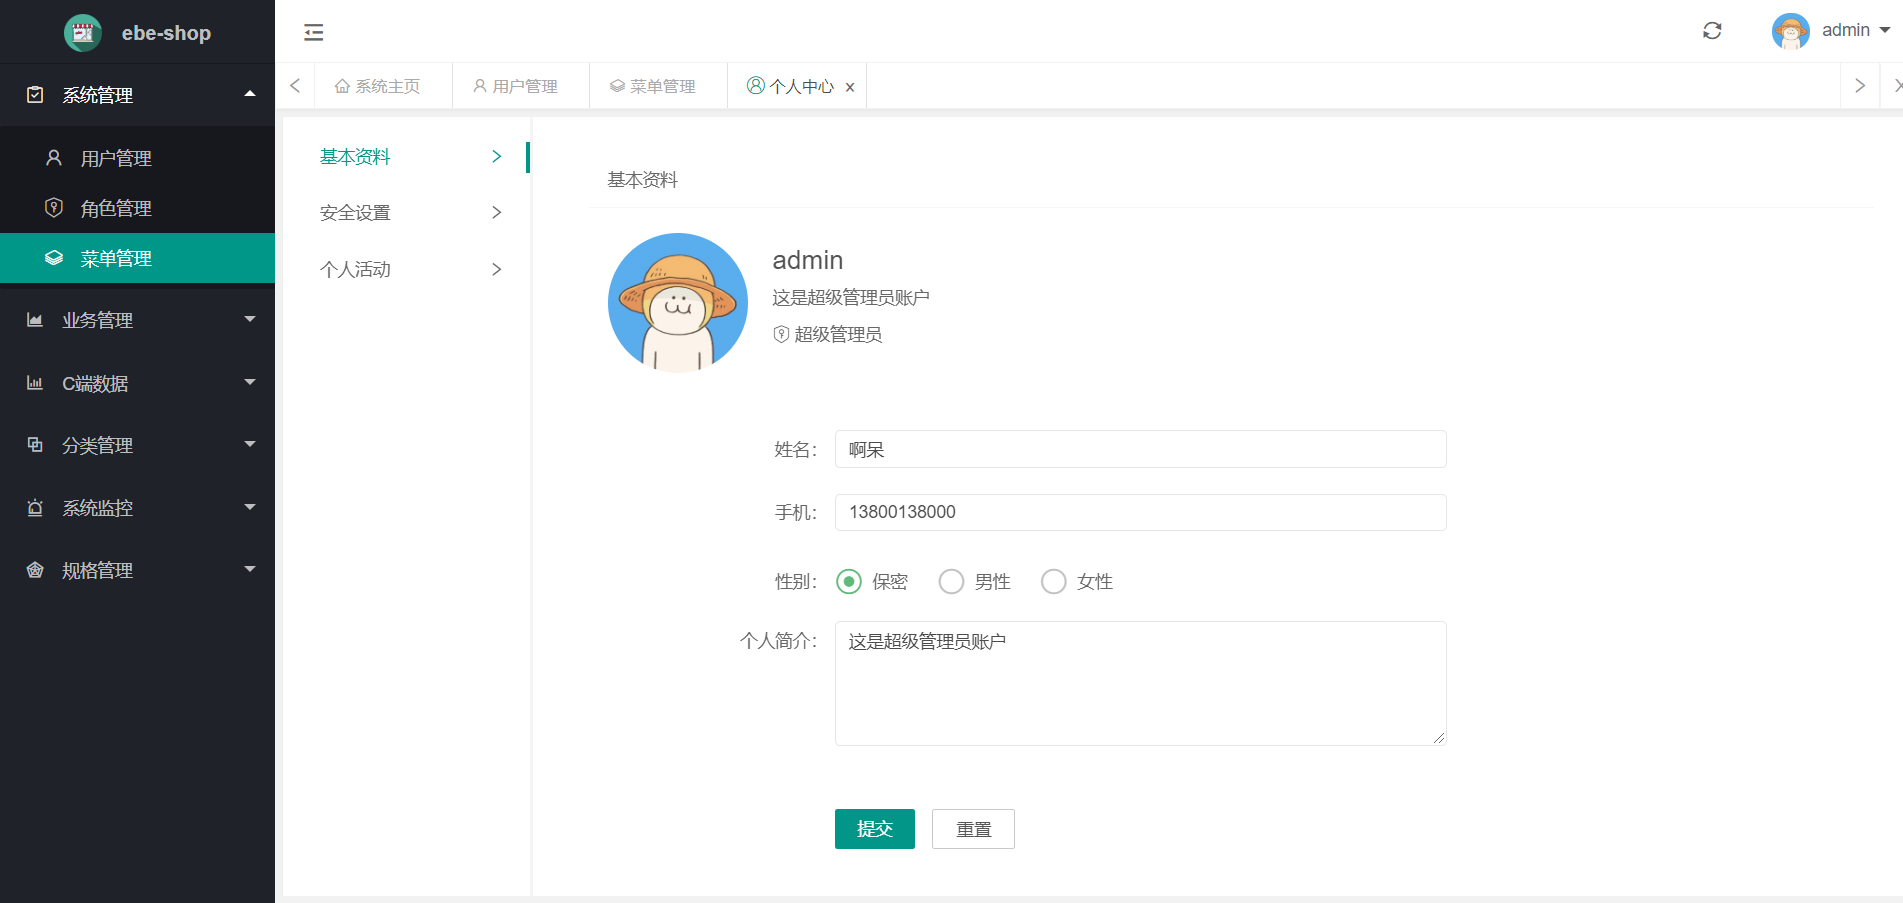 ebe-shop
admin
系统管理
用户管理
角色管理
菜单管理
业务管理
C端数据
分类管理
系统监控
规格管理
系统主页
用户管理
菜单管理
个人中心 x
基本资料
安全设置
个人活动
基本资料
admin
这是超级管理员账户
超级管理员
姓名：
啊呆
手机：
13800138000
性别：
保密
男性
女性
个人简介：
这是超级管理员账户
提交
重置